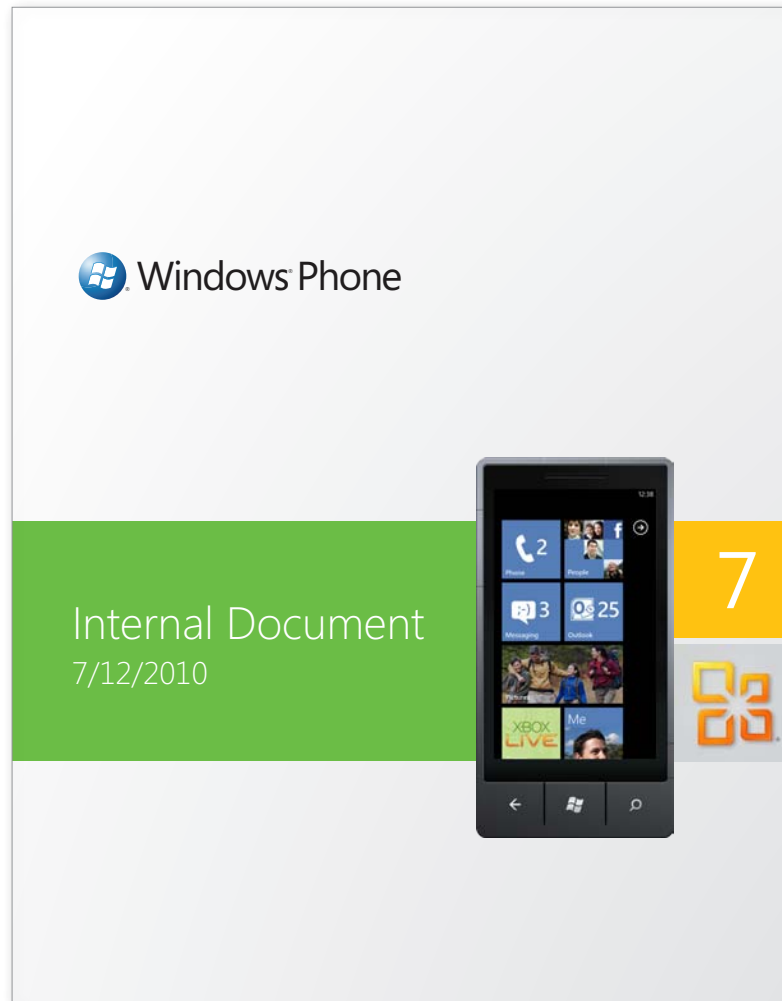 Windows® Phone
12:38
2
f
Phone
People
3
25
Messaging
Outlook
Pictures
XBOX
LIVE
Me
7
Internal Document
7/12/2010